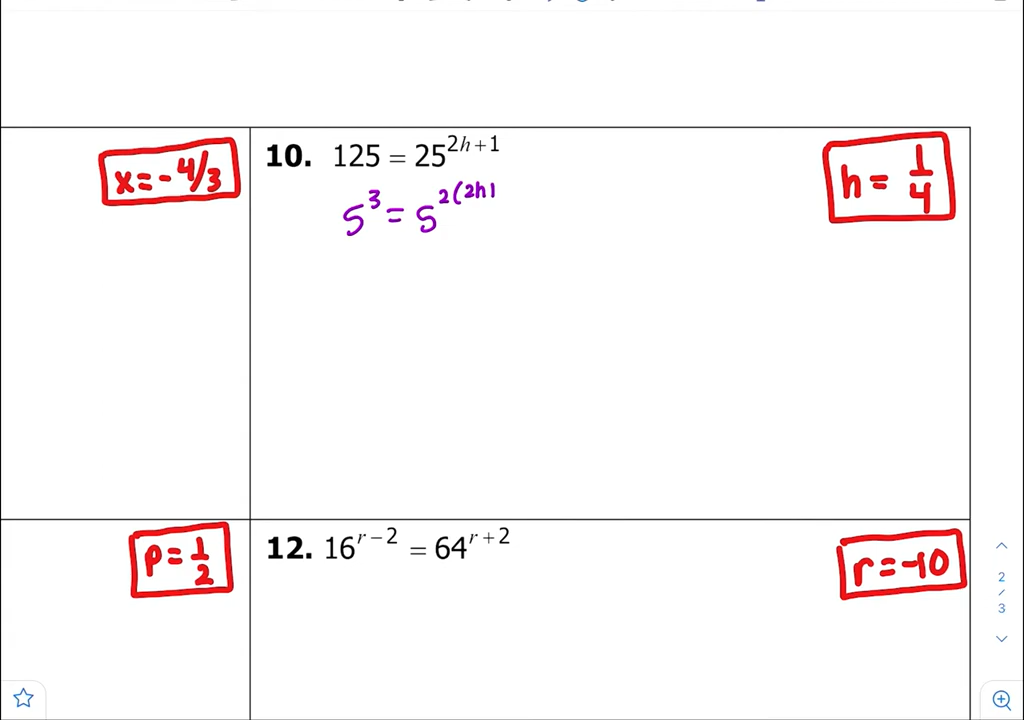 x = - 4/3
10. 125 = 25^{2h+1}
h = 1/4
5^3 = 5^{2(2h)
p = 1/2
12. 16^{r-2} = 64^{r+2}
r = -10
2
/
3